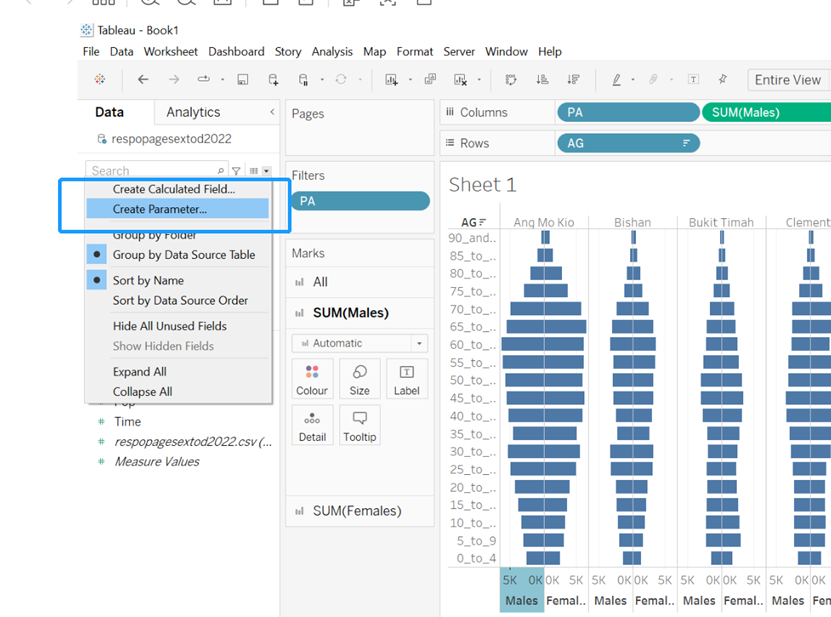 Tableau - Book1
File Data Worksheet Dashboard Story Analysis Map Format Server Window Help
Entire View
Data Analytics
respopagesextod2022
Search
Create Calculated Field...
Create Parameter...
Group by Folder
Group by Data Source Table
Sort by Name
Sort by Data Source Order
Hide All Unused Fields
Show Hidden Fields
Expand All
Collapse All
Pop
Time
respopagesextod2022.csv (...
Measure Values
Pages
Filters
PA
Marks
All
SUM(Males)
Automatic
Colour Size Label
Detail Tooltip
SUM(Females)
Columns PA SUM(Males)
Rows AG
Sheet 1
AG Ang Mo Kio Bishan Bukit Timah Clement
90_and..
85_to_..
80_to_..
75_to_..
70_to_..
65_to_..
60_to_..
55_to_..
50_to_..
45_to_..
40_to_..
35_to_..
30_to_..
25_to_..
20_to_..
15_to_..
10_to_..
5_to_9
0_to_4
5K 0K 0K 5K 5K 0K 0K 5K 5K 0K 0K 5K 5K 0K 0K
Males Femal.. Males Femal.. Males Femal.. Males Fem